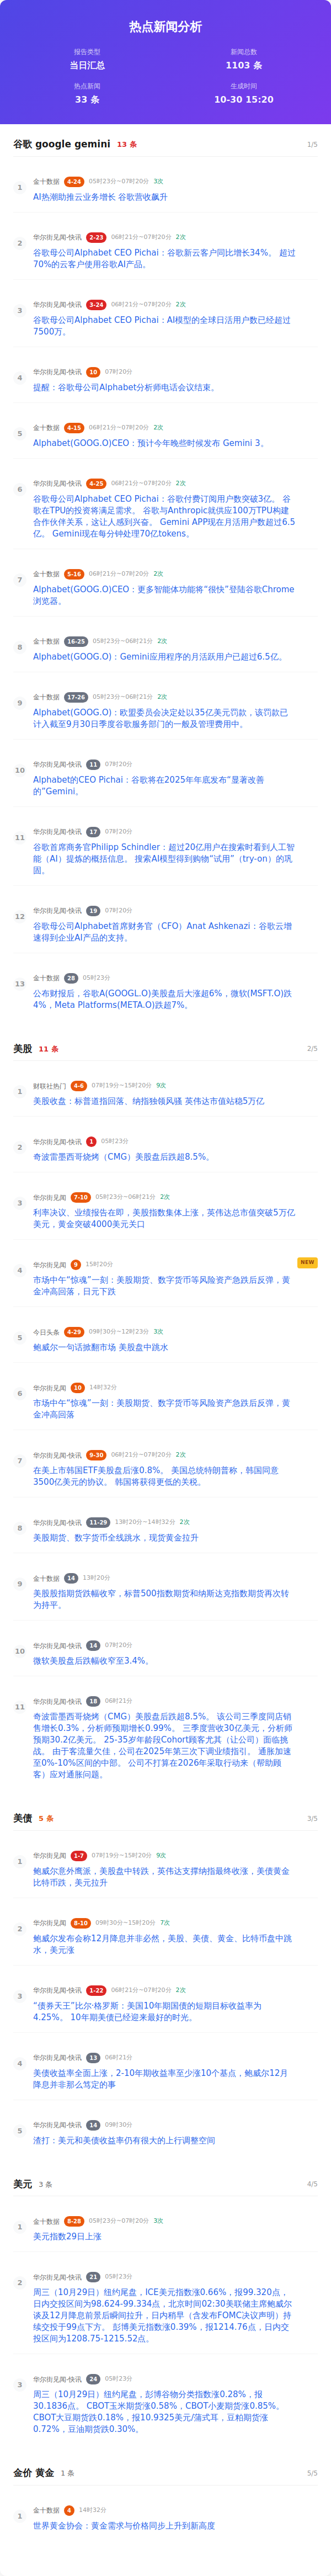 热点新闻分析
报告类型
新闻总数
当日汇总
1103 条
热点新闻
生成时间
33 条
10-30 15:20
谷歌 google gemini 13 条 1/5
1
金十数据 4-24 05时23分~07时20分 3次
AI热潮助推云业务增长 谷歌营收飙升
2
华尔街见闻-快讯 2-23 06时21分~07时20分 2次
谷歌母公司Alphabet CEO Pichai：谷歌新云客户同比增长34%。 超过
70%的云客户使用谷歌AI产品。
3
华尔街见闻-快讯 3-24 06时21分~07时20分 2次
谷歌母公司Alphabet CEO Pichai：AI模型的全球日活用户数已经超过
7500万。
4
华尔街见闻-快讯 10 07时20分
提醒：谷歌母公司Alphabet分析师电话会议结束。
5
金十数据 4-15 06时21分~07时20分 2次
Alphabet(GOOG.O)CEO：预计今年晚些时候发布 Gemini 3。
6
华尔街见闻-快讯 4-25 06时21分~07时20分 2次
谷歌母公司Alphabet CEO Pichai：谷歌付费订阅用户数突破3亿。 谷
歌在TPU的投资将满足需求。 谷歌与Anthropic就供应100万TPU构建
合作伙伴关系，这让人感到兴奋。 Gemini APP现在月活用户数超过6.5
亿。 Gemini现在每分钟处理70亿tokens。
7
金十数据 5-16 06时21分~07时20分 2次
Alphabet(GOOG.O)CEO：更多智能体功能将“很快”登陆谷歌Chrome
浏览器。
8
金十数据 16-25 05时23分~06时21分 2次
Alphabet(GOOG.O)：Gemini应用程序的月活跃用户已超过6.5亿。
9
金十数据 17-26 05时23分~06时21分 2次
Alphabet(GOOG.O)：欧盟委员会决定处以35亿美元罚款，该罚款已
计入截至9月30日季度谷歌服务部门的一般及管理费用中。
10
华尔街见闻-快讯 11 07时20分
Alphabet的CEO Pichai：谷歌将在2025年年底发布“显著改善
的”Gemini。
11
华尔街见闻-快讯 17 07时20分
谷歌首席商务官Philipp Schindler：超过20亿用户在搜索时看到人工智
能（AI）提炼的概括信息。 搜索AI模型得到购物“试用”（try-on）的巩
固。
12
华尔街见闻-快讯 19 07时20分
谷歌母公司Alphabet首席财务官（CFO）Anat Ashkenazi：谷歌云增
速得到企业AI产品的支持。
13
金十数据 28 05时23分
公布财报后，谷歌A(GOOGL.O)美股盘后大涨超6%，微软(MSFT.O)跌
4%，Meta Platforms(META.O)跌超7%。
美股 11 条 2/5
1
财联社热门 4-6 07时19分~15时20分 9次
美股收盘：标普道指回落、纳指独领风骚 英伟达市值站稳5万亿
2
华尔街见闻-快讯 1 05时23分
奇波雷墨西哥烧烤（CMG）美股盘后跌超8.5%。
3
华尔街见闻 7-10 05时23分~06时21分 2次
利率决议、业绩报告在即，美股指数集体上涨，英伟达总市值突破5万亿
美元，黄金突破4000美元关口
4
华尔街见闻 9 15时20分
NEW
市场中午“惊魂”一刻：美股期货、数字货币等风险资产急跌后反弹，黄
金冲高回落，日元下跌
5
今日头条 4-29 09时30分~12时23分 3次
鲍威尔一句话掀翻市场 美股盘中跳水
6
华尔街见闻 10 14时32分
市场中午“惊魂”一刻：美股期货、数字货币等风险资产急跌后反弹，黄
金冲高回落
7
华尔街见闻-快讯 9-30 06时21分~07时20分 2次
在美上市韩国ETF美股盘后涨0.8%。 美国总统特朗普称，韩国同意
3500亿美元的协议。 韩国将获得更低的关税。
8
华尔街见闻-快讯 11-29 13时20分~14时32分 2次
美股期货、数字货币全线跳水，现货黄金拉升
9
金十数据 14 13时20分
美股股指期货跌幅收窄，标普500指数期货和纳斯达克指数期货再次转
为持平。
10
华尔街见闻-快讯 14 07时20分
微软美股盘后跌幅收窄至3.4%。
11
华尔街见闻-快讯 18 06时21分
奇波雷墨西哥烧烤（CMG）美股盘后跌超8.5%。 该公司三季度同店销
售增长0.3%，分析师预期增长0.99%。 三季度营收30亿美元，分析师
预期30.2亿美元。 25-35岁年龄段Cohort顾客尤其（让公司）面临挑
战。 由于客流量欠佳，公司在2025年第三次下调业绩指引。 通胀加速
至0%-10%区间的中部。 公司不打算在2026年采取行动来（帮助顾
客）应对通胀问题。
美债 5 条 3/5
1
华尔街见闻 1-7 07时19分~15时20分 9次
鲍威尔意外鹰派，美股盘中转跌，英伟达支撑纳指最终收涨，美债黄金
比特币跌，美元拉升
2
华尔街见闻 8-10 09时30分~15时20分 7次
鲍威尔发布会称12月降息并非必然，美股、美债、黄金、比特币盘中跳
水，美元涨
3
华尔街见闻-快讯 1-22 06时21分~07时20分 2次
“债券天王”比尔·格罗斯：美国10年期国债的短期目标收益率为
4.25%。 10年期美债已经迎来最好的时光。
4
华尔街见闻-快讯 13 06时21分
美债收益率全面上涨，2-10年期收益率至少涨10个基点，鲍威尔12月
降息并非那么笃定的事
5
华尔街见闻-快讯 14 09时30分
渣打：美元和美债收益率仍有很大的上行调整空间
美元 3 条 4/5
1
金十数据 8-28 05时23分~07时20分 3次
美元指数29日上涨
2
华尔街见闻-快讯 21 05时23分
周三（10月29日）纽约尾盘，ICE美元指数涨0.66%，报99.320点，
日内交投区间为98.624-99.334点，北京时间02:30美联储主席鲍威尔
谈及12月降息前景后瞬间拉升，日内稍早（含发布FOMC决议声明）持
续交投于99点下方。 彭博美元指数涨0.39%，报1214.76点，日内交
投区间为1208.75-1215.52点。
3
华尔街见闻-快讯 24 05时23分
周三（10月29日）纽约尾盘，彭博谷物分类指数涨0.28%，报
30.1836点。 CBOT玉米期货涨0.58%，CBOT小麦期货涨0.85%。
CBOT大豆期货跌0.18%，报10.9325美元/蒲式耳，豆粕期货涨
0.72%，豆油期货跌0.30%。
金价 黄金 1 条 5/5
1
金十数据 4 14时32分
世界黄金协会：黄金需求与价格同步上升到新高度